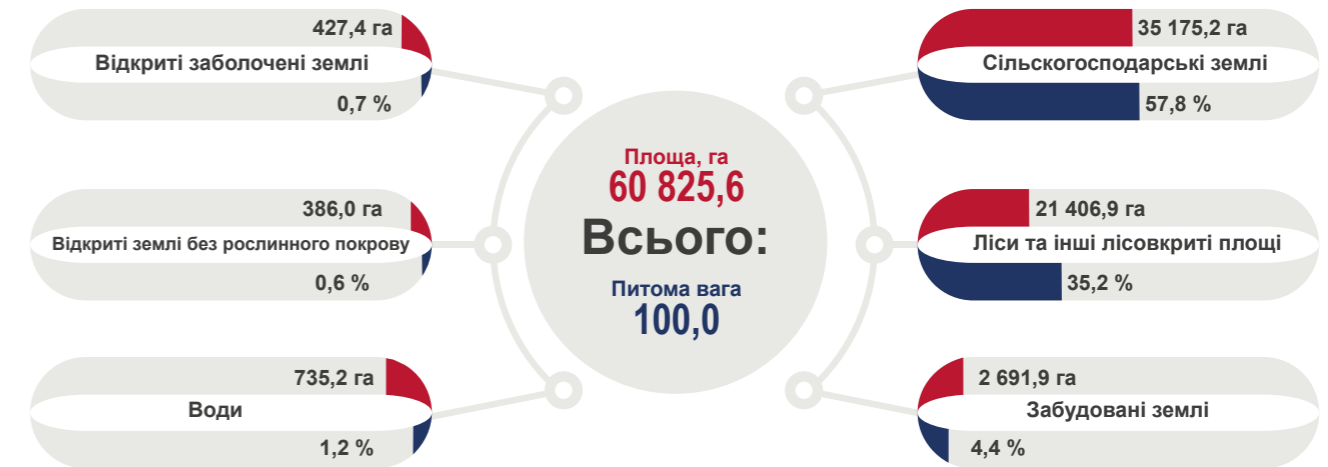 427,4 га
Відкриті заболочені землі
0,7 %
386,0 га
Відкриті землі без рослинного покрову
0,6 %
735,2 га
Води
1,2 %
Площа, га
60 825,6
Всього:
Питома вага
100,0
35 175,2 га
Сільскогосподарські землі
57,8 %
21 406,9 га
Ліси та інші лісовкриті площі
35,2 %
2 691,9 га
Забудовані землі
4,4 %